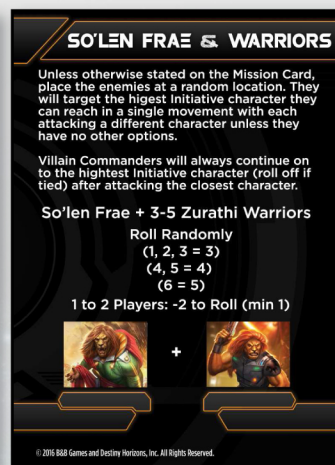 SO'LEN FRAE & WARRIORS
Unless otherwise stated on the Mission Card,
place the enemies at a random location. They
will target the higest Initiative character they
can reach in a single movement with each
attacking a different character unless they
have no other options.
Villain Commanders will always continue on
to the hightest Initiative character (roll off if
tied) after attacking the closest character.
So'len Frae + 3-5 Zurathi Warriors
Roll Randomly
(1, 2, 3 = 3)
(4, 5 = 4)
(6 = 5)
1 to 2 Players: -2 to Roll (min 1)
+
© 2016 B&B Games and Destiny Horizons, Inc. All Rights Reserved.